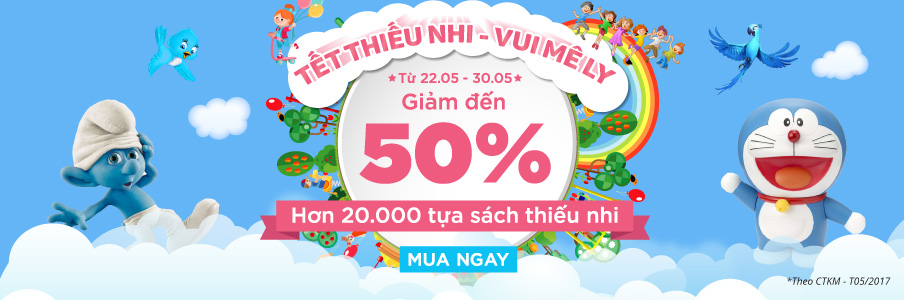 TẾT THIẾU NHI - VUI MÊ LY
★Từ 22.05 - 30.05★
Giảm đến
50%
Hơn 20.000 tựa sách thiếu nhi
MUA NGAY
*Theo CTKM - T05/2017